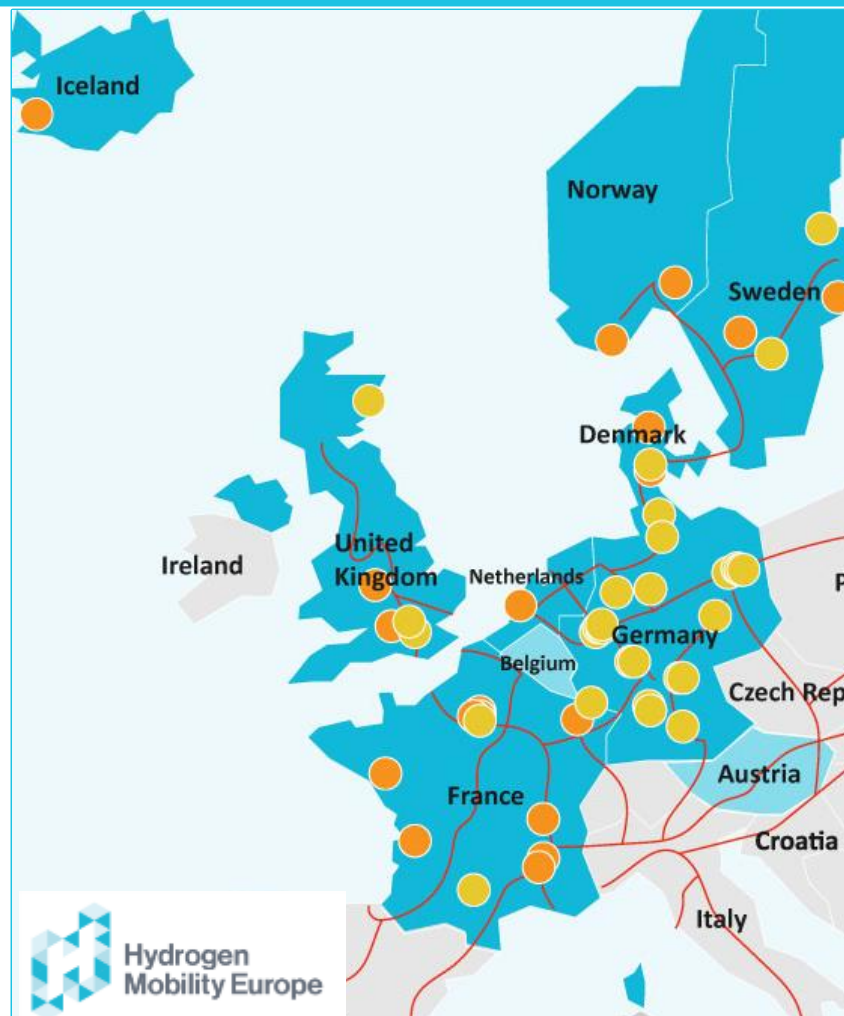 Iceland
Norway
Sweden
Denmark
Ireland
United
Kingdom
Netherlands
Germany
Belgium
P
Czech Rep
Austria
France
Croatia
Italy
Hydrogen
Mobility Europe